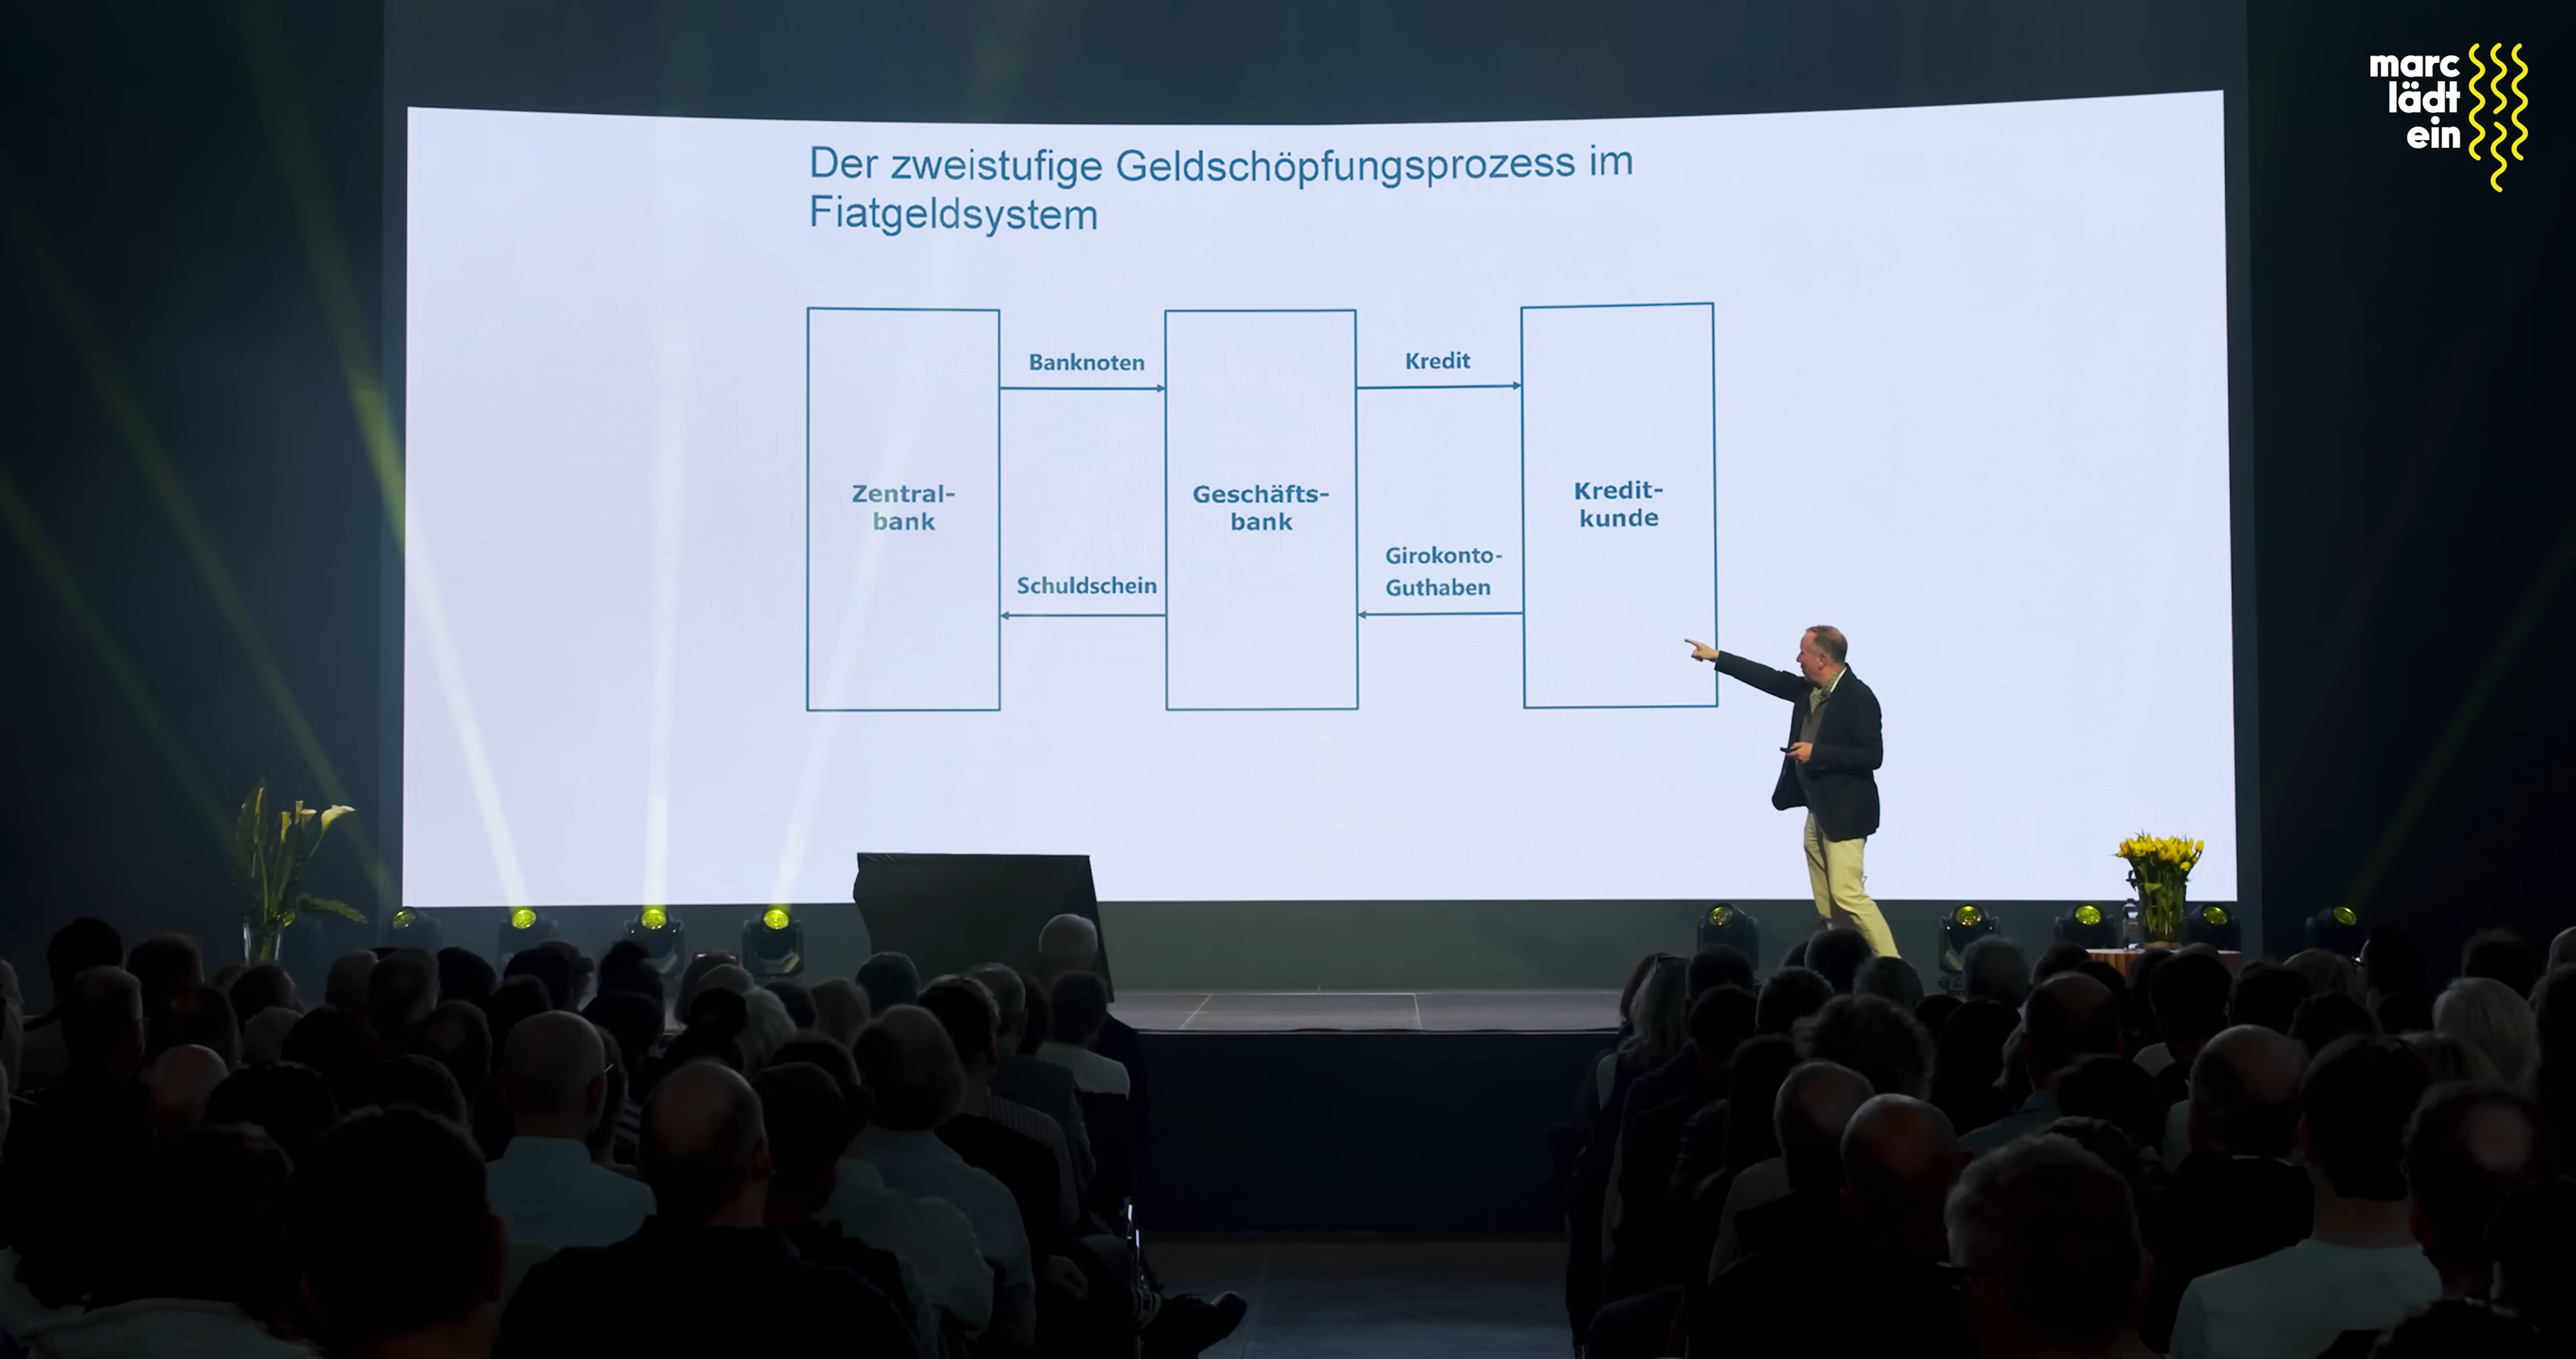 marc
lädt
ein
Der zweistufige Geldschöpfungsprozess im
Fiatgeldsystem
Banknoten
Kredit
Zentral-
bank
Geschäfts-
bank
Kredit-
kunde
Schuldschein
Girokonto-
Guthaben